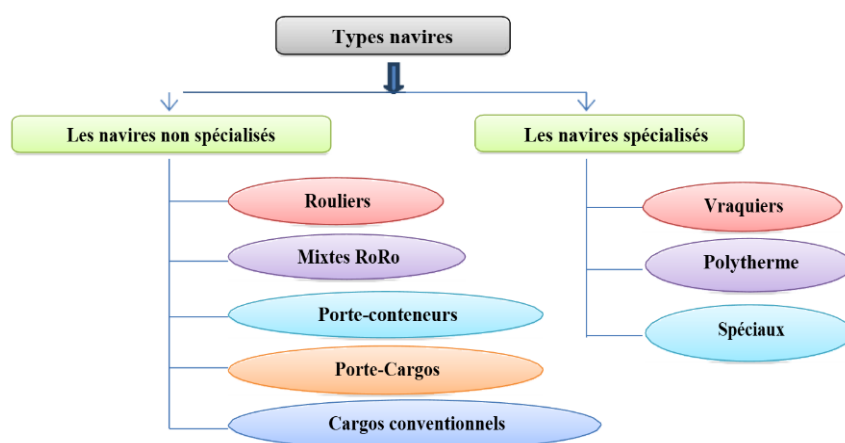 Types navires
Les navires non spécialisés
Rouliers
Mixtes RoRo
Porte-conteneurs
Porte-Cargos
Cargos conventionnels
Les navires spécialisés
Vraquiers
Polytherme
Spéciaux